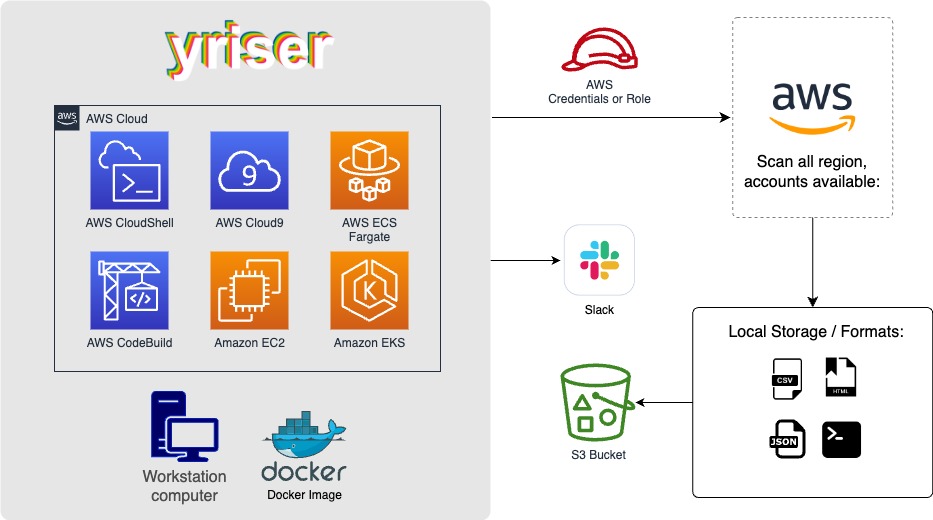 yriser
aws
AWS Cloud
AWS CloudShell
9
AWS Cloud9
AWS ECS
Fargate
</>
AWS CodeBuild
Amazon EC2
K
Amazon EKS
Workstation
computer
docker
Docker Image
AWS
Credentials or Role
aws
Scan all region,
accounts available:
Slack
Local Storage / Formats:
CSV
HTML
JSON
S3 Bucket